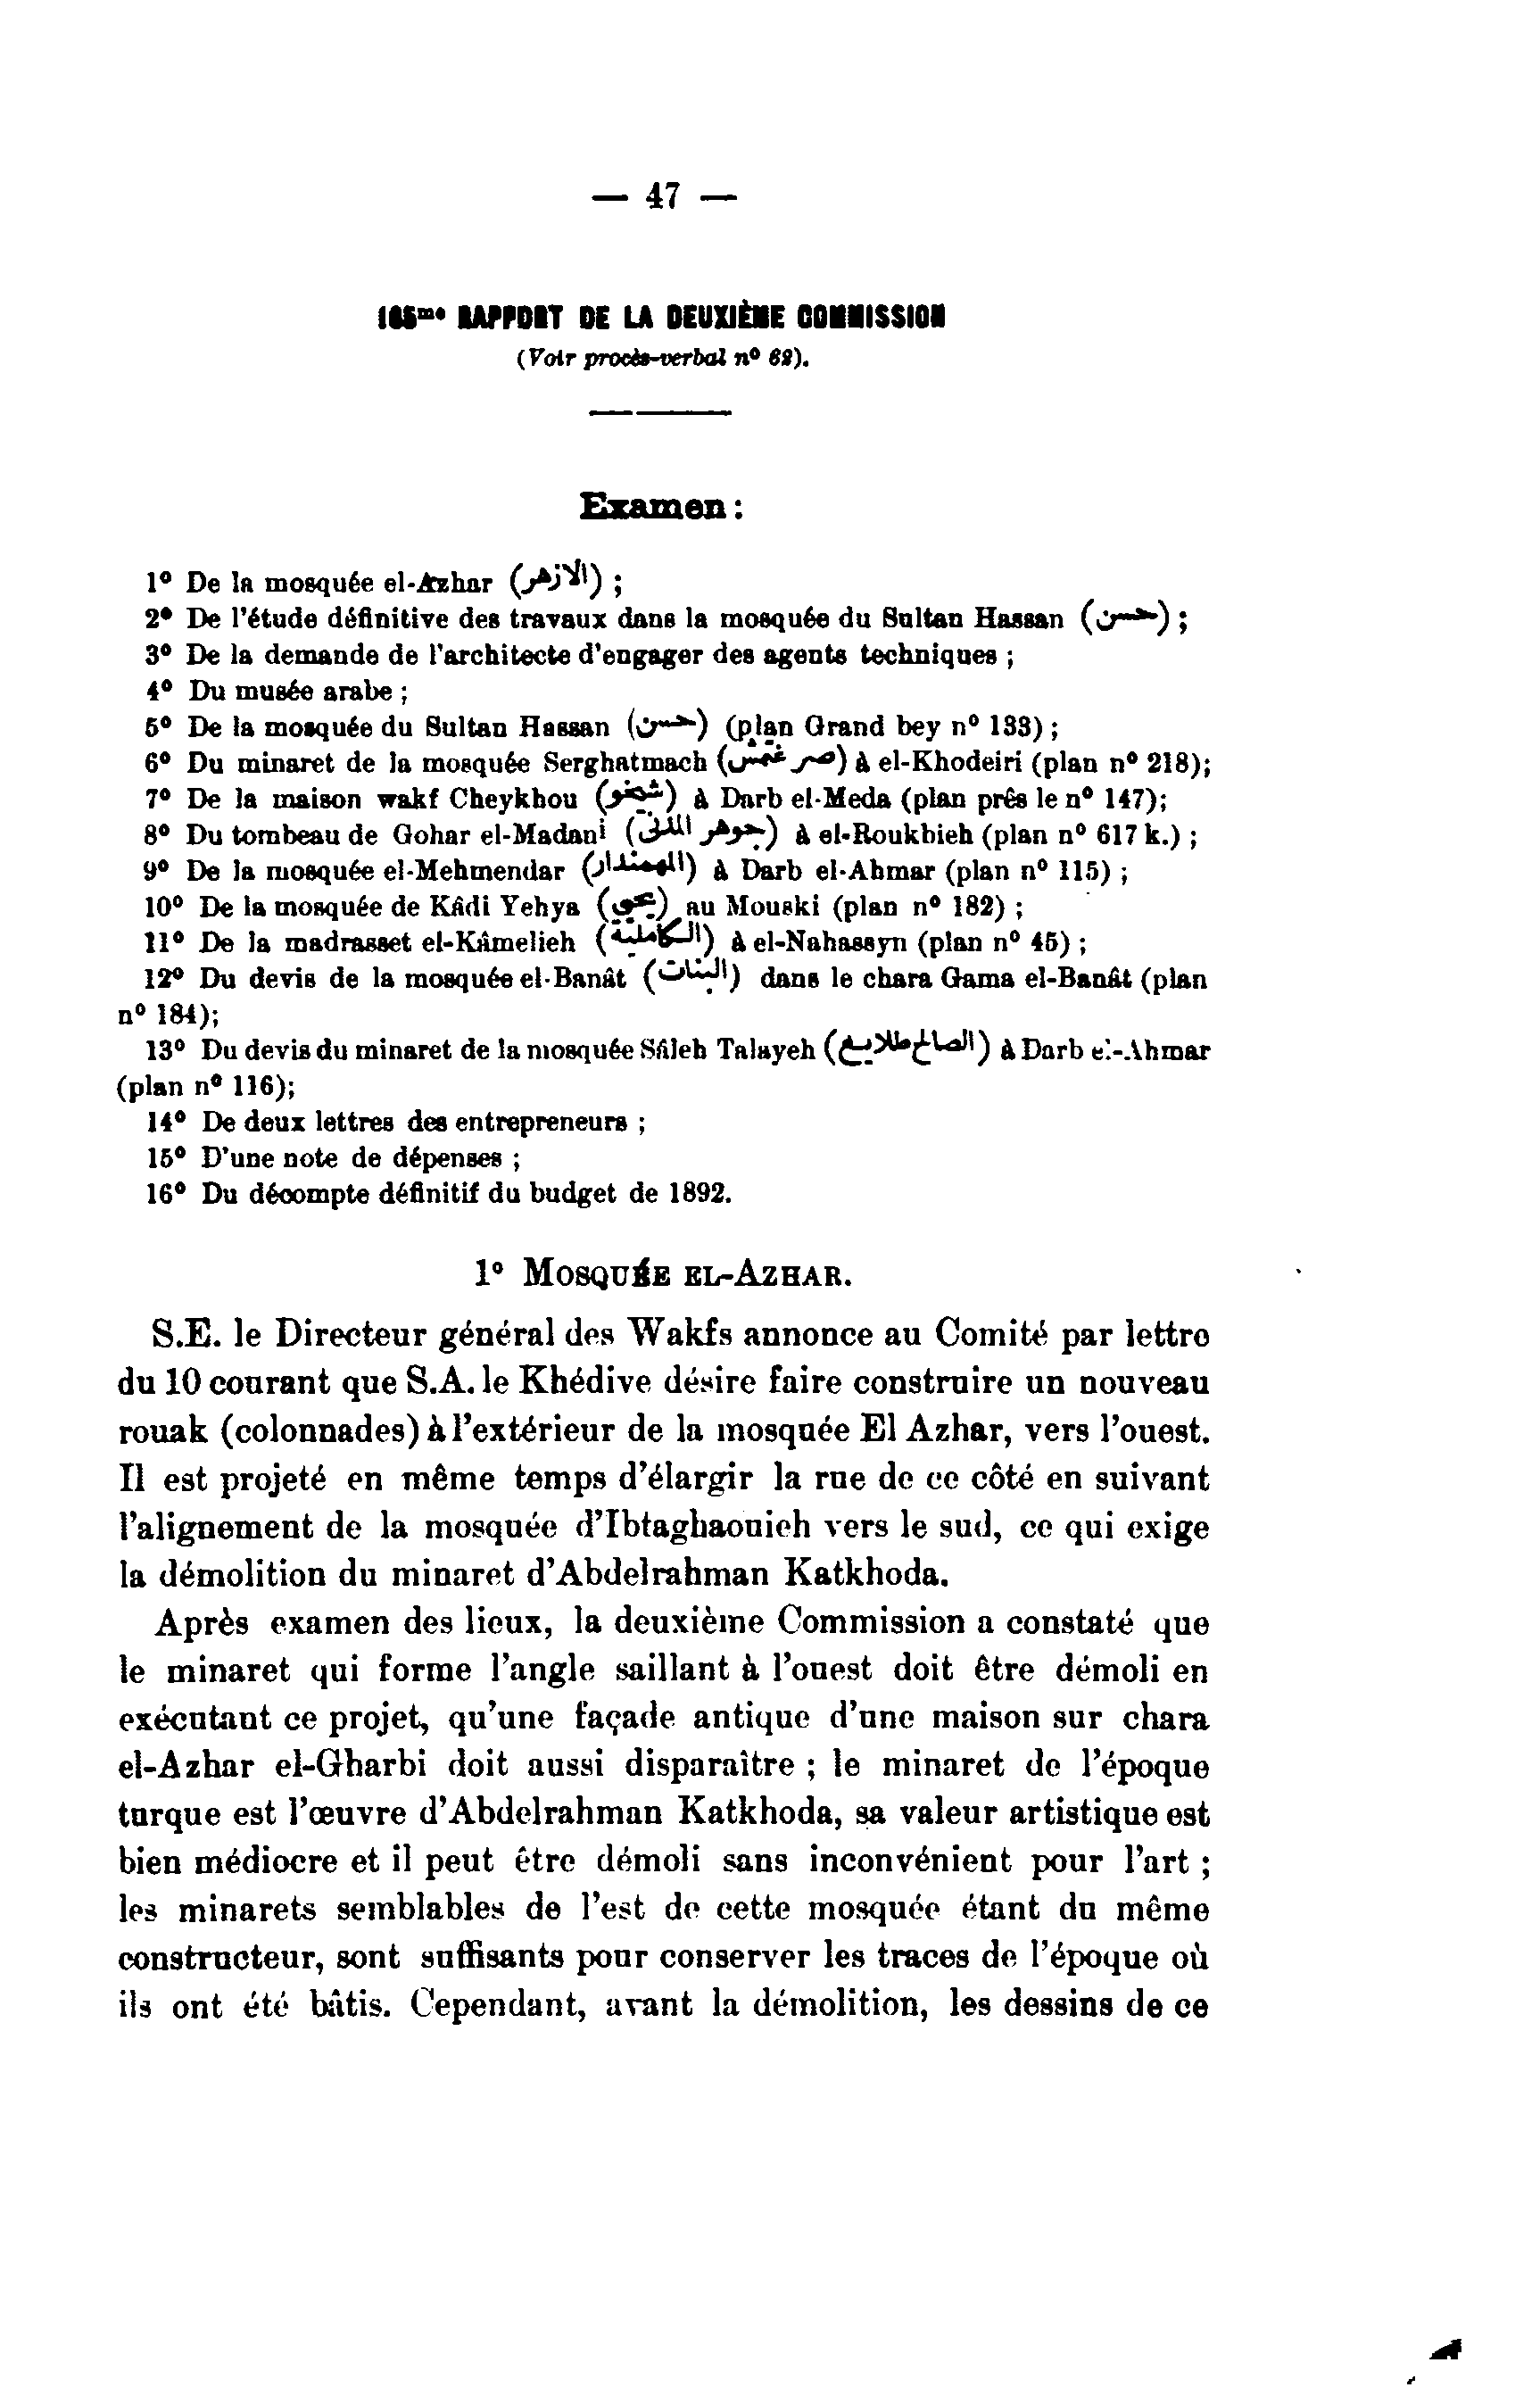 — 47 —
165me RAPPORT DE LA DEUXIÈME COMMISSION
(Voir procès-verbal n° 62).
Examen :
1° De la mosquée el-Azhar (الازهر) ;
2° De l'étude définitive des travaux dans la mosquée du Sultan Hassan (حسن) ;
3° De la demande de l'architecte d'engager des agents techniques ;
4° Du musée arabe ;
5° De la mosquée du Sultan Hassan (حسن) (plan Grand bey n° 133) ;
6° Du minaret de la mosquée Serghatmach (صر غمش) à el-Khodeiri (plan n° 218);
7° De la maison wakf Cheykhou (شيخو) à Darb el-Meda (plan prês le n° 147);
8° Du tombeau de Gohar el-Madani (جوهر اللالى) à el-Roukbieh (plan n° 617 k.) ;
9° De la mosquée el-Mehmendar (المهمندار) à Darb el-Ahmar (plan n° 115) ;
10° De la mosquée de Kâdi Yehya (يحيى) au Mouski (plan n° 182) ;
11° De la madrasset el-Kâmelieh (الكاملية) à el-Nahassyn (plan n° 45) ;
12° Du devis de la mosquée el-Banât (البنات) dans le chara Gama el-Banât (plan
n° 184);
13° Du devis du minaret de la mosquée Sâleh Talayeh (الصالح طلايع) à Darb el-Ahmar
(plan n° 116);
14° De deux lettres des entrepreneurs ;
15° D'une note de dépenses ;
16° Du décompte définitif du budget de 1892.
1° MOSQUÉE EL-AZHAR.
S.E. le Directeur général des Wakfs annonce au Comité par lettre
du 10 courant que S.A. le Khédive désire faire construire un nouveau
rouak (colonnades) à l'extérieur de la mosquée El Azhar, vers l'ouest.
Il est projeté en même temps d'élargir la rue de ce côté en suivant
l'alignement de la mosquée d'Ibtaghaouieh vers le sud, ce qui exige
la démolition du minaret d'Abdelrahman Katkhoda.
Après examen des lieux, la deuxième Commission a constaté que
le minaret qui forme l'angle saillant à l'ouest doit être démoli en
exécutant ce projet, qu'une façade antique d'une maison sur chara
el-Azhar el-Gharbi doit aussi disparaître ; le minaret de l'époque
turque est l'œuvre d'Abdelrahman Katkhoda, sa valeur artistique est
bien médiocre et il peut être démoli sans inconvénient pour l'art ;
les minarets semblables de l'est de cette mosquée étant du même
constructeur, sont suffisants pour conserver les traces de l'époque où
ils ont été bâtis. Cependant, avant la démolition, les dessins de ce